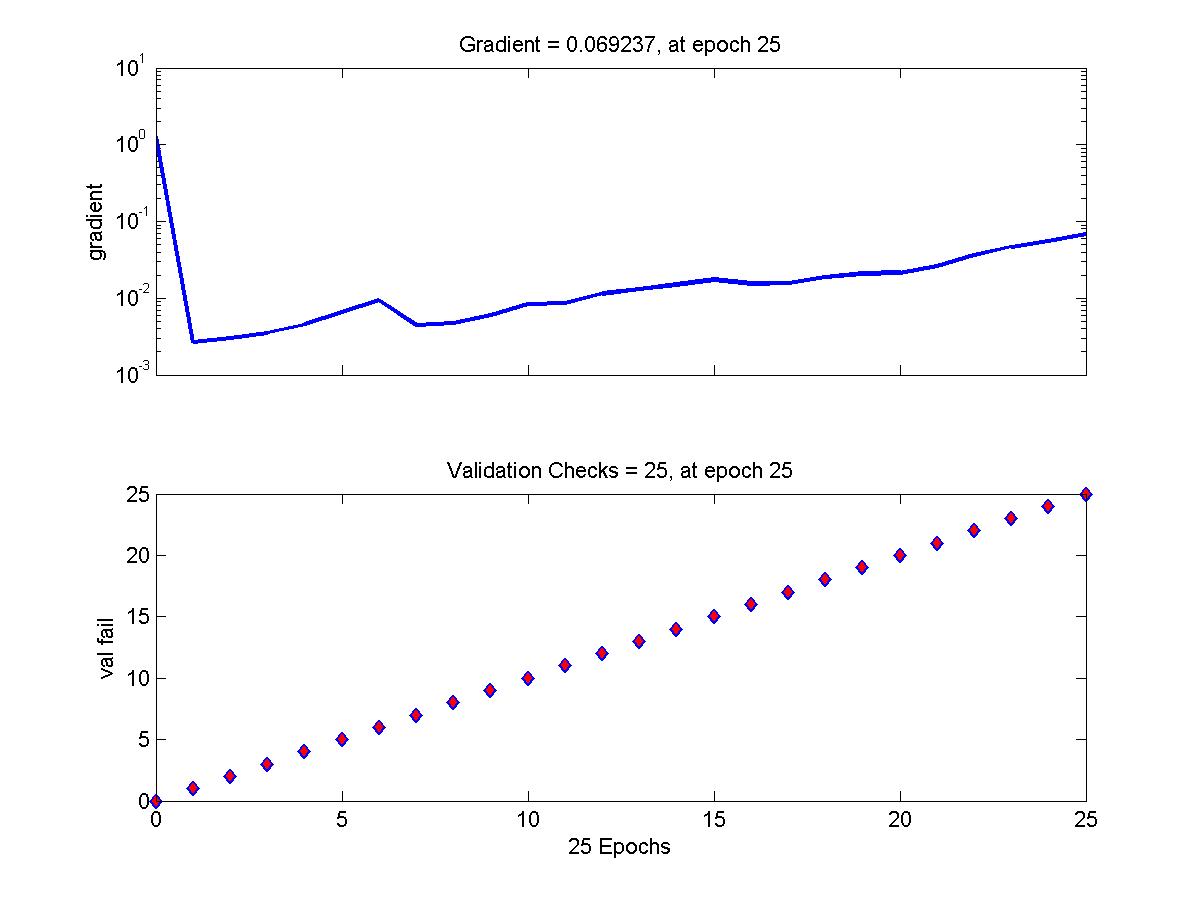 Gradient = 0.069237, at epoch 25
10^1
10^0
10^-1
10^-2
10^-3
gradient
Validation Checks = 25, at epoch 25
25
20
15
10
5
0
val fail
0 5 10 15 20 25
25 Epochs